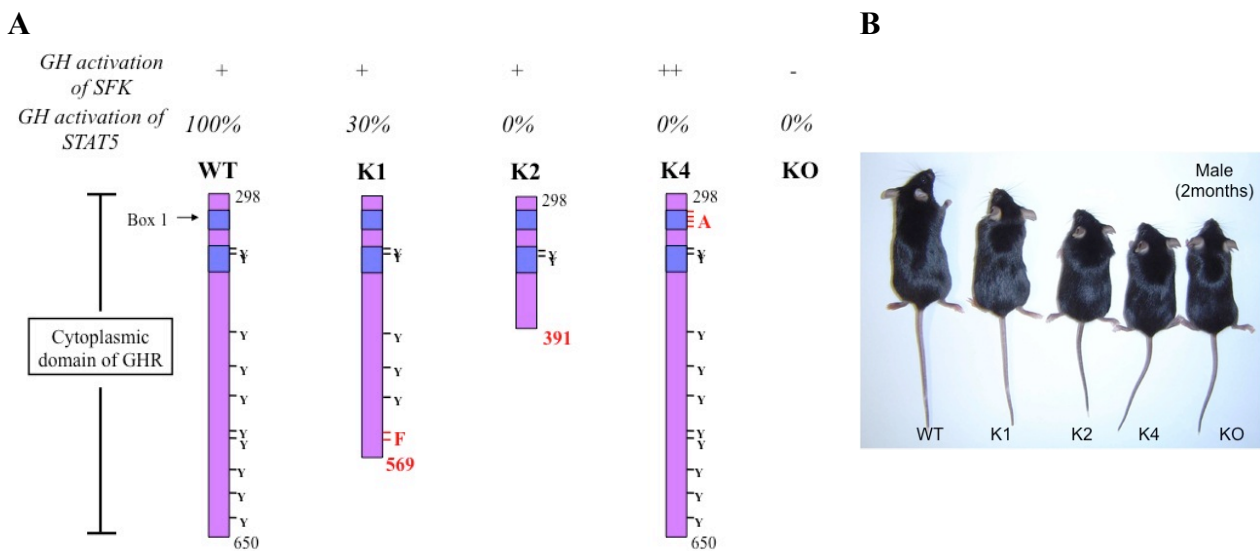 A
B
GH activation
of SFK
+ + + ++ -
GH activation of
STAT5
100% 30% 0% 0% 0%
WT K1 K2 K4 KO
298 298 298
Box 1
A
Y Y Y Y
Y Y Y Y
391
Cytoplasmic
domain of GHR
Y Y Y
Y Y Y
Y Y Y
Y F Y
Y Y
569
Y Y
Y Y
Y Y
650 650
Male
(2months)
WT K1 K2 K4 KO